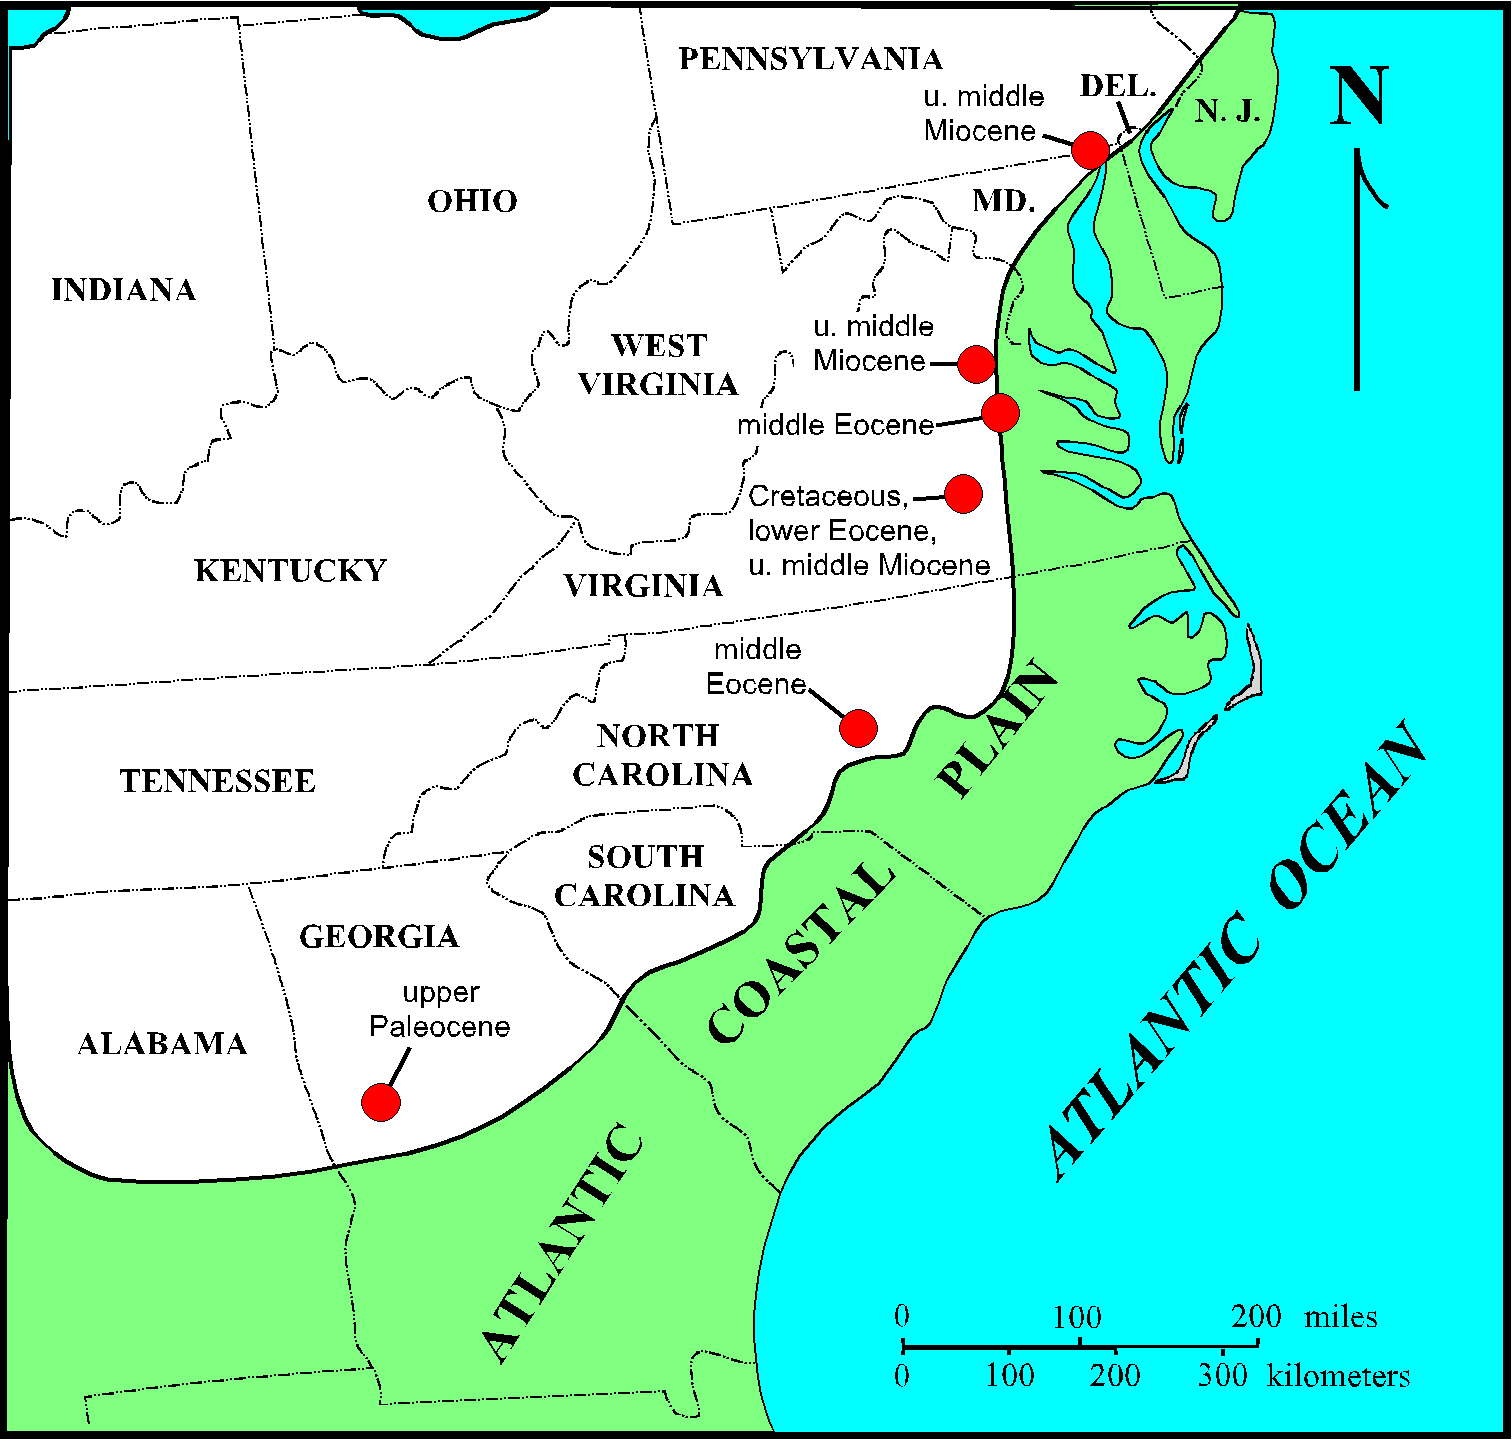 PENNSYLVANIA
DEL.
N. J.
N
u. middle
Miocene
OHIO
MD.
INDIANA
u. middle
Miocene
WEST
VIRGINIA
middle Eocene
Cretaceous,
lower Eocene,
u. middle Miocene
KENTUCKY
VIRGINIA
middle
Eocene
NORTH
CAROLINA
TENNESSEE
SOUTH
CAROLINA
GEORGIA
upper
Paleocene
ALABAMA
ATLANTIC COASTAL PLAIN
ATLANTIC OCEAN
0 100 200 miles
0 100 200 300 kilometers